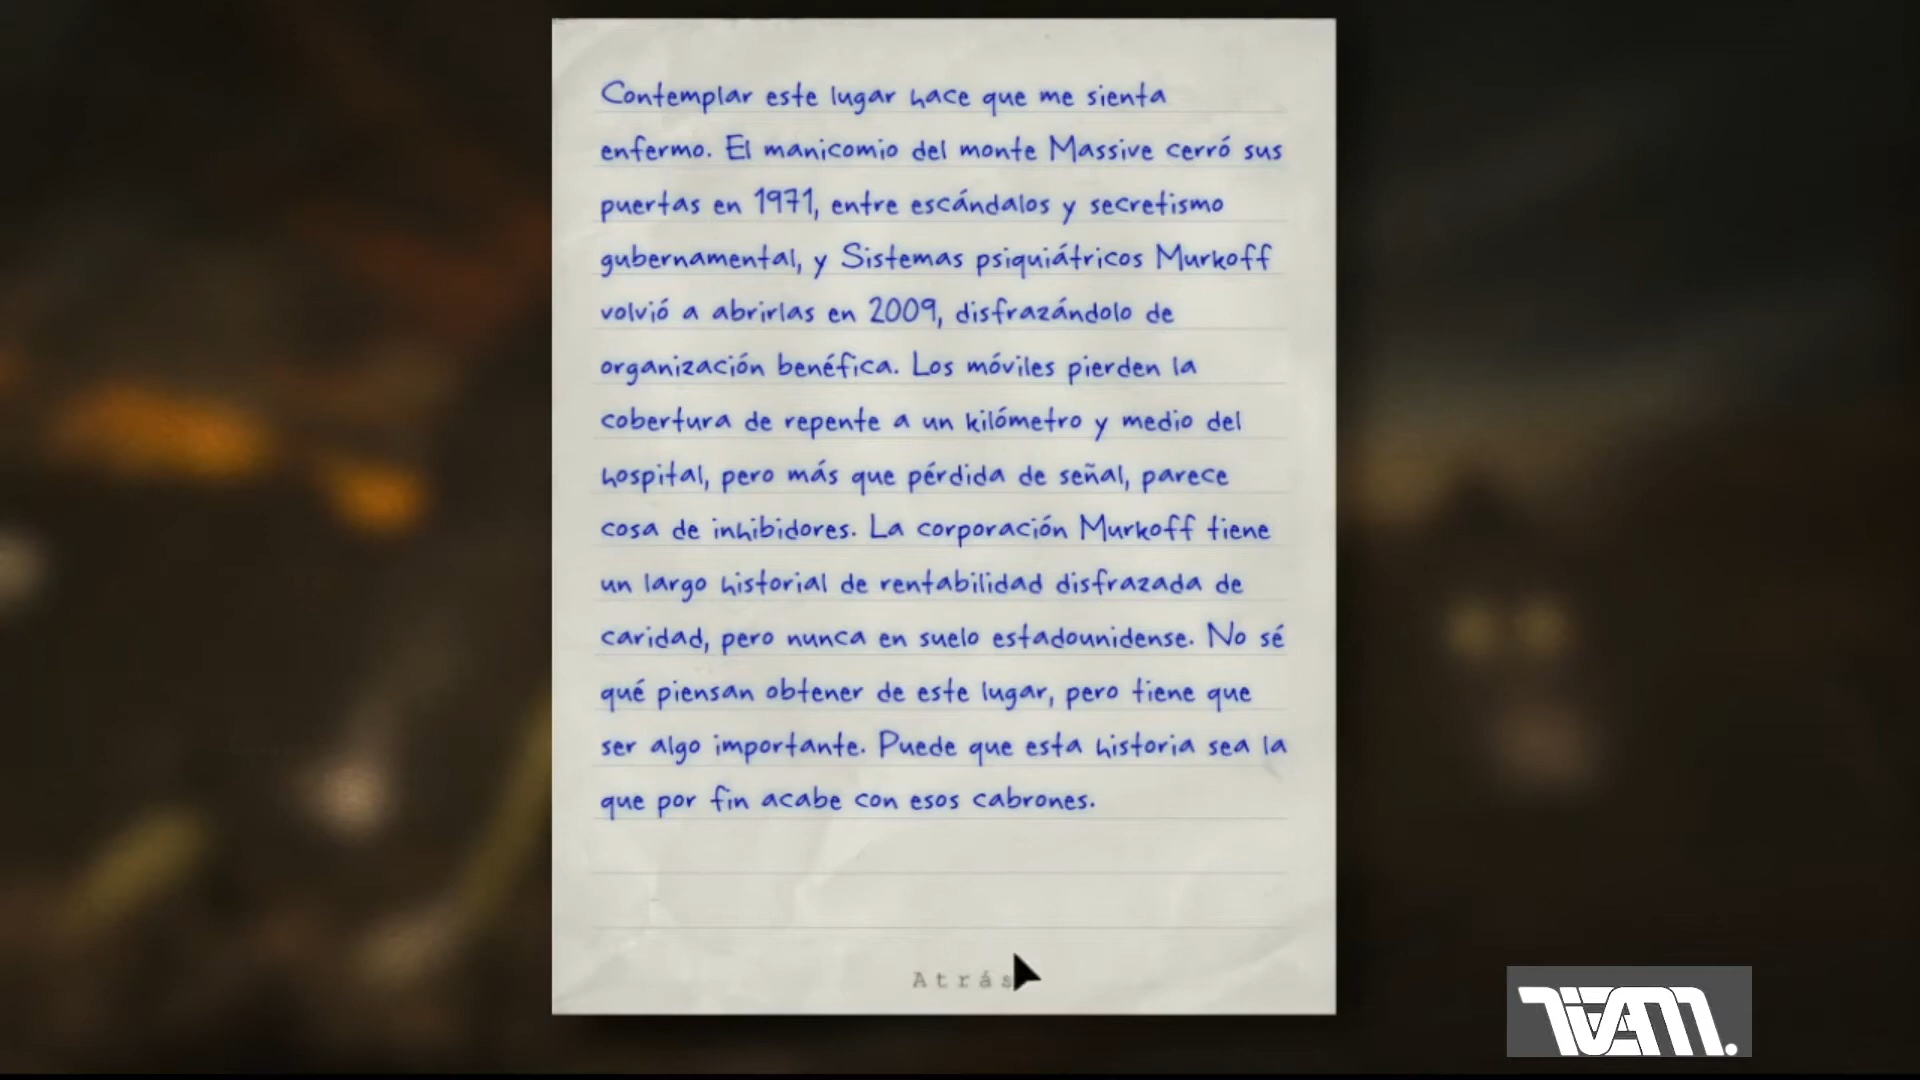 Contemplar este lugar hace que me sienta
enfermo. El manicomio del monte Massive cerró sus
puertas en 1971, entre escándalos y secretismo
gubernamental, y Sistemas psiquiátricos Murkoff
volvió a abrirlas en 2009, disfrazándolo de
organización benéfica. Los móviles pierden la
cobertura de repente a un kilómetro y medio del
hospital, pero más que pérdida de señal, parece
cosa de inhibidores. La corporación Murkoff tiene
un largo historial de rentabilidad disfrazada de
caridad, pero nunca en suelo estadounidense. No sé
qué piensan obtener de este lugar, pero tiene que
ser algo importante. Puede que esta historia sea la
que por fin acabe con esos cabrones.
Atrás